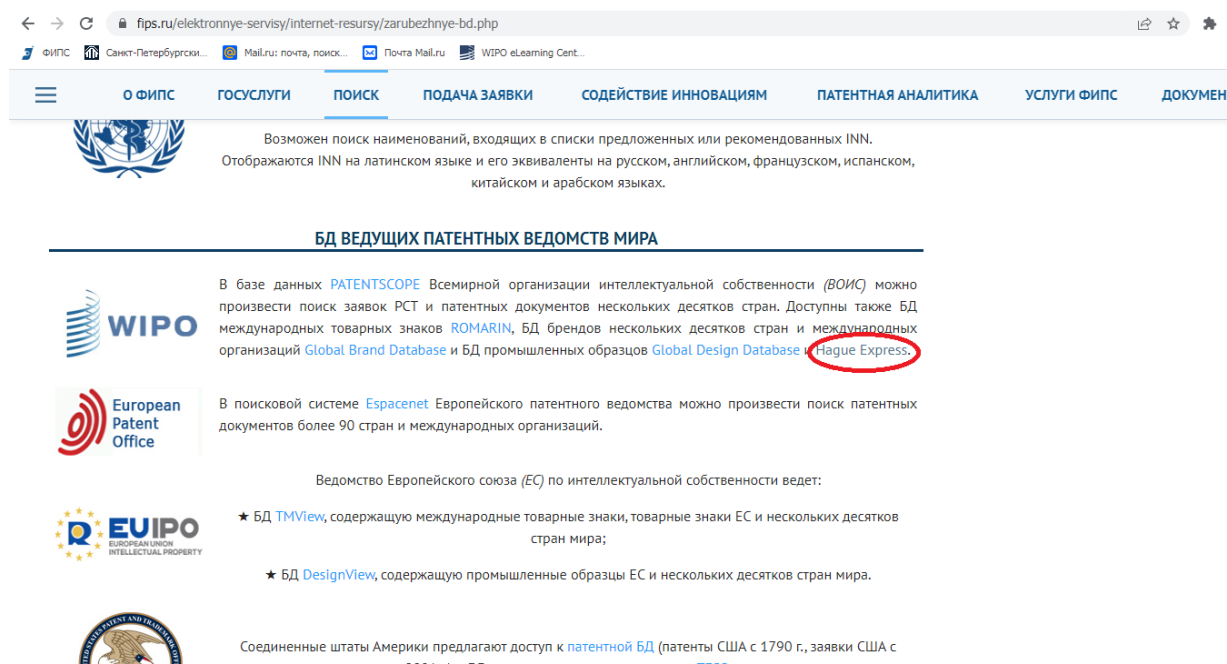 fips.ru/elektronnye-servisy/internet-resursy/zarubezhnye-bd.php
ФИПС Санкт-Петербургски... Mail.ru: почта, поиск... Почта Mail.ru WIPO eLearning Cent...
О ФИПС ГОСУСЛУГИ ПОИСК ПОДАЧА ЗАЯВКИ СОДЕЙСТВИЕ ИННОВАЦИЯМ ПАТЕНТНАЯ АНАЛИТИКА УСЛУГИ ФИПС ДОКУМЕН
Возможен поиск наименований, входящих в списки предложенных или рекомендованных INN.
Отображаются INN на латинском языке и его эквиваленты на русском, английском, французском, испанском,
китайском и арабском языках.
БД ВЕДУЩИХ ПАТЕНТНЫХ ВЕДОМСТВ МИРА
WIPO
В базе данных PATENTSCOPE Всемирной организации интеллектуальной собственности (ВОИС) можно
произвести поиск заявок PCT и патентных документов нескольких десятков стран. Доступны также БД
международных товарных знаков ROMARIN, БД брендов нескольких десятков стран и международных
организаций Global Brand Database и БД промышленных образцов Global Design Database и Hague Express.
European
Patent
Office
В поисковой системе Espacenet Европейского патентного ведомства можно произвести поиск патентных
документов более 90 стран и международных организаций.
Ведомство Европейского союза (ЕС) по интеллектуальной собственности ведет:
EUIPO
EUROPEAN UNION
INTELLECTUAL PROPERTY
★ БД TMView, содержащую международные товарные знаки, товарные знаки ЕС и нескольких десятков
стран мира;
★ БД DesignView, содержащую промышленные образцы ЕС и нескольких десятков стран мира.
Соединенные штаты Америки предлагают доступ к патентной БД (патенты США с 1790 г., заявки США с